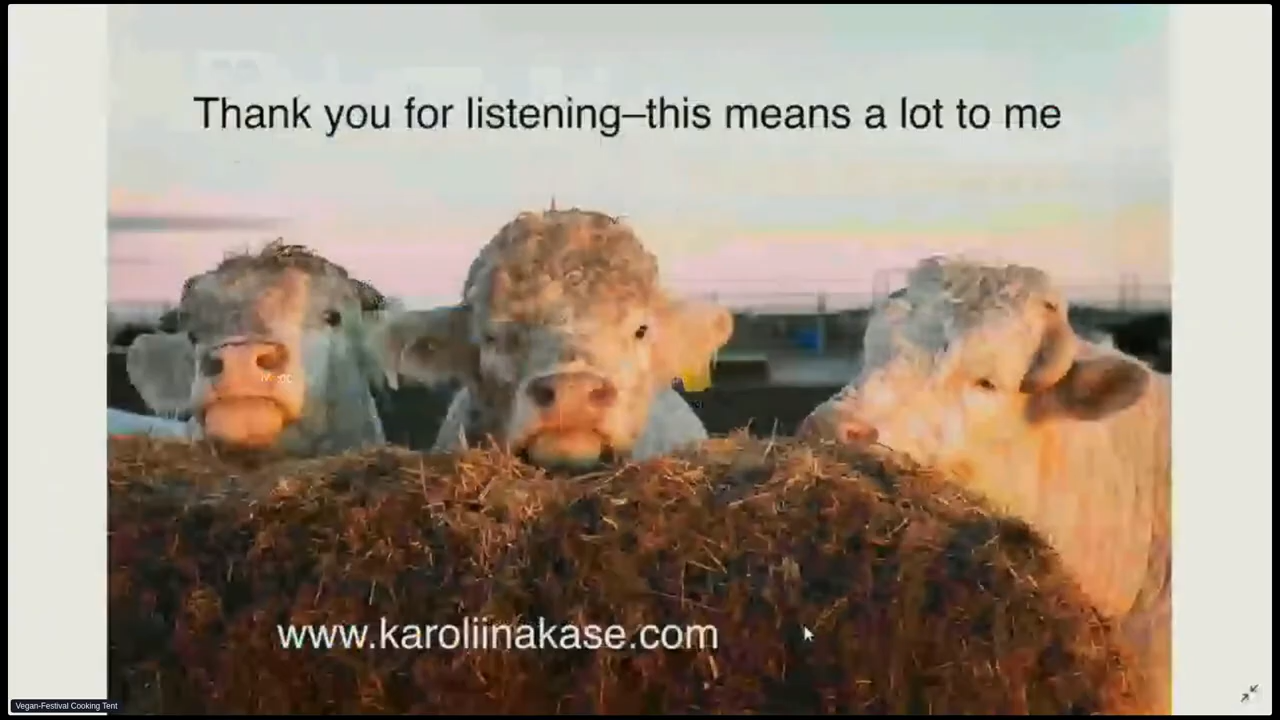 Thank you for listening–this means a lot to me
www.karoliinakase.com
Vegan-Festival Cooking Tent